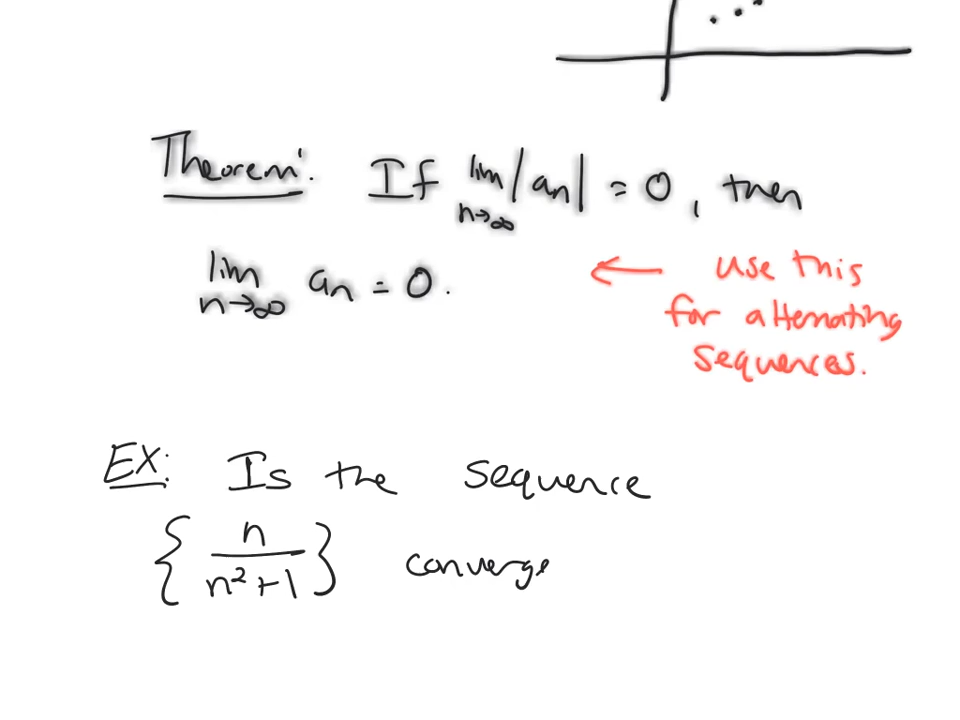 Theorem: If lim n→∞ |an| = 0, then
lim n→∞ an = 0.
← use this
for alternating
sequences.
EX: Is the sequence
{ n / n²+1 } converge